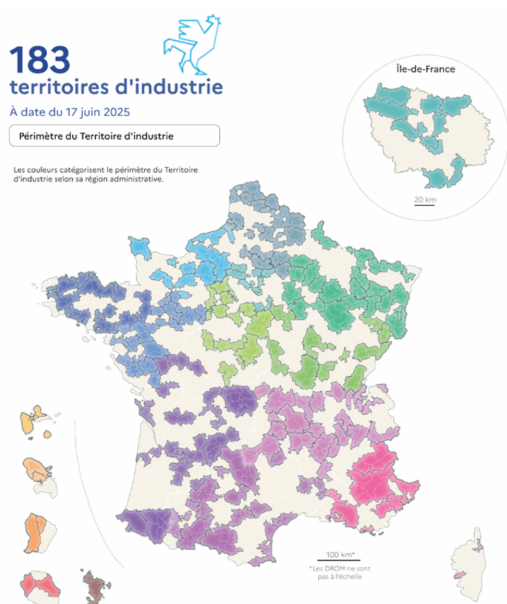 183
territoires d'industrie
À date du 17 juin 2025
Périmètre du Territoire d'industrie
Les couleurs catégorisent le périmètre du Territoire
d'industrie selon sa région administrative.
Île-de-France
20 km
100 km*
*Les DROM ne sont
pas à l'échelle